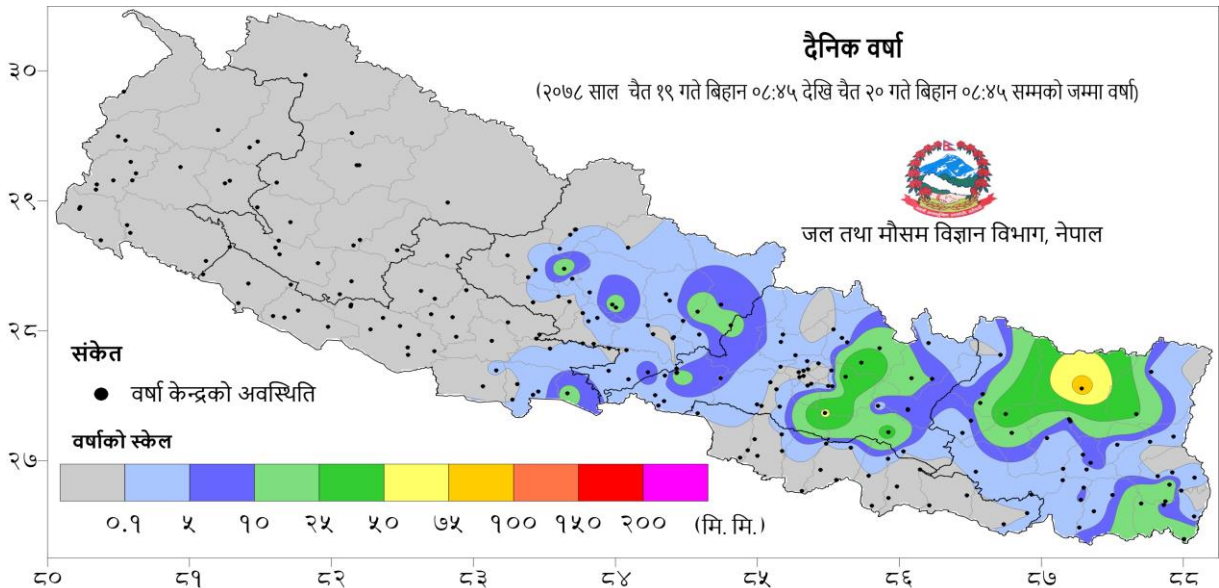 दैनिक वर्षा
(२०७८ साल चैत १९ गते बिहान ०८:४५ देखि चैत २० गते बिहान ०८:४५ सम्मको जम्मा वर्षा)
जल तथा मौसम विज्ञान विभाग, नेपाल
३०
२९
२८
२७
संकेत
वर्षा केन्द्रको अवस्थिति
वर्षाको स्केल
०.१ ५ १० २५ ५० ७५ १०० १५० २०० (मि. मि.)
८० ८१ ८२ ८३ ८४ ८५ ८६ ८७ ८८